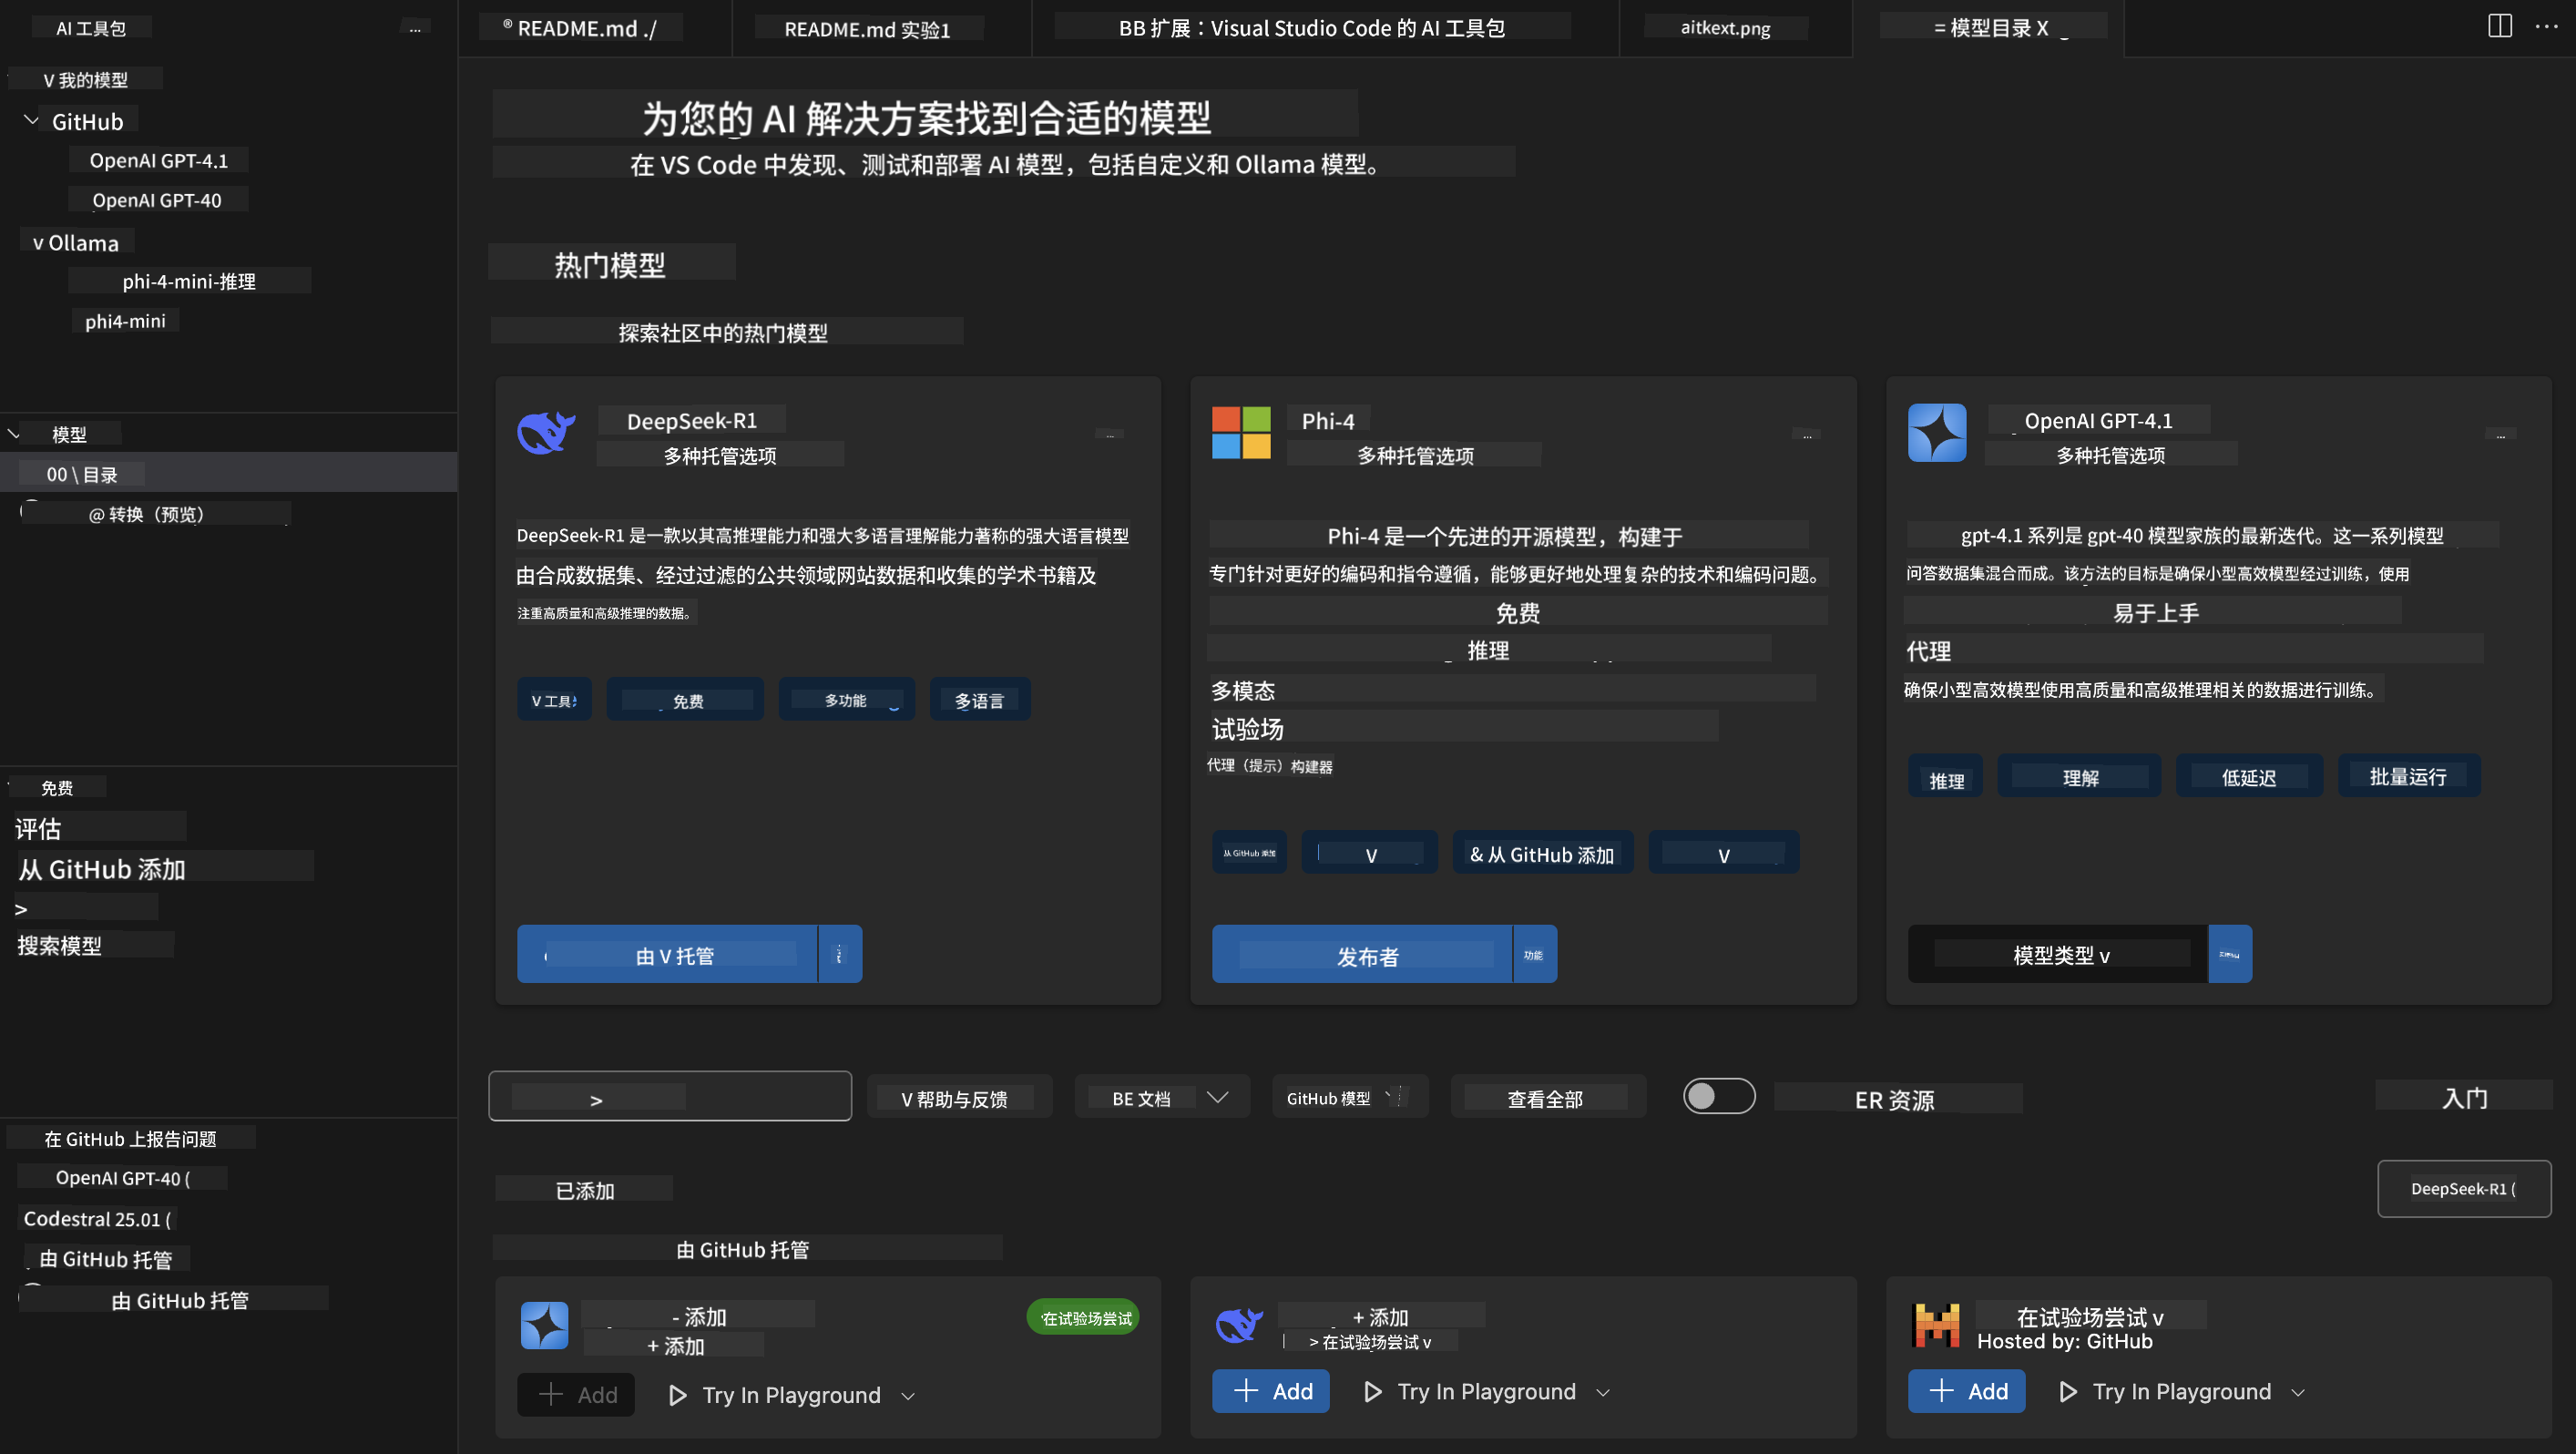 AI 工具包
...
® README.md ./
README.md 实验1
BB 扩展：Visual Studio Code 的 AI 工具包
aitkext.png
= 模型目录 X
V 我的模型
GitHub
OpenAI GPT-4.1
OpenAI GPT-40
v Ollama
phi-4-mini-推理
phi4-mini
模型
00 \ 目录
@ 转换（预览）
免费
评估
从 GitHub 添加
>
搜索模型
在 GitHub 上报告问题
OpenAI GPT-40 (
Codestral 25.01 (
由 GitHub 托管
由 GitHub 托管
为您的 AI 解决方案找到合适的模型
在 VS Code 中发现、测试和部署 AI 模型，包括自定义和 Ollama 模型。
热门模型
探索社区中的热门模型
DeepSeek-R1
多种托管选项
...
DeepSeek-R1 是一款以其高推理能力和强大多语言理解能力著称的强大语言模型
由合成数据集、经过过滤的公共领域网站数据和收集的学术书籍及
注重高质量和高级推理的数据。
V 工具
免费
多功能
多语言
由 V 托管
Phi-4
多种托管选项
...
Phi-4 是一个先进的开源模型，构建于
专门针对更好的编码和指令遵循，能够更好地处理复杂的技术和编码问题。
免费
推理
多模态
试验场
代理（提示）构建器
从 GitHub 添加
V
& 从 GitHub 添加
V
发布者
功能
OpenAI GPT-4.1
多种托管选项
...
gpt-4.1 系列是 gpt-40 模型家族的最新迭代。这一系列模型
问答数据集混合而成。该方法的目标是确保小型高效模型经过训练，使用
易于上手
代理
确保小型高效模型使用高质量和高级推理相关的数据进行训练。
推理
理解
低延迟
批量运行
模型类型 v
>
V 帮助与反馈
BE 文档
GitHub 模型
查看全部
ER 资源
入门
已添加
DeepSeek-R1 (
由 GitHub 托管
- 添加
+ 添加
在试验场尝试
Add
Try In Playground
+ 添加
> 在试验场尝试 v
Add
Try In Playground
在试验场尝试 v
Hosted by: GitHub
Add
Try In Playground